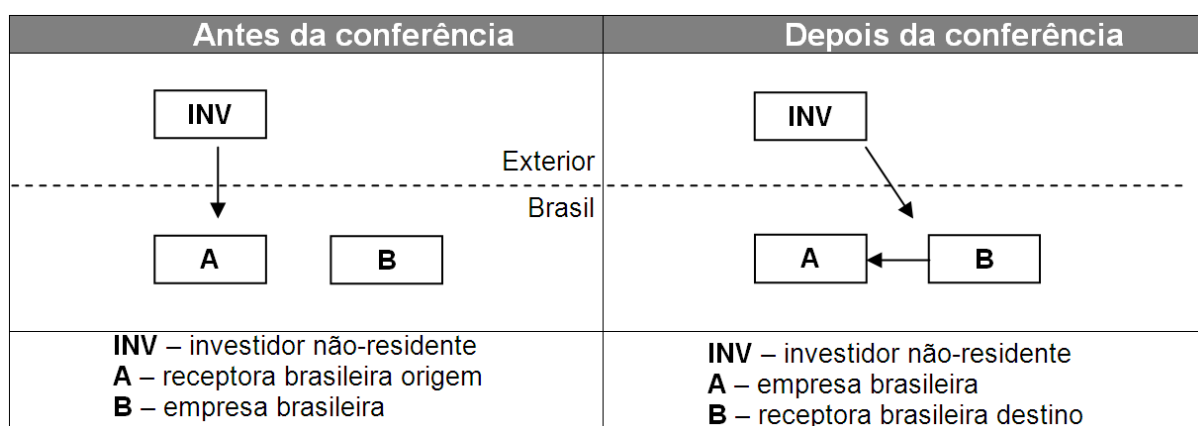 Antes da conferência
Depois da conferência
INV
Exterior
Brasil
A
B
INV
A
B
INV – investidor não-residente
A – receptora brasileira origem
B – empresa brasileira
INV – investidor não-residente
A – empresa brasileira
B – receptora brasileira destino